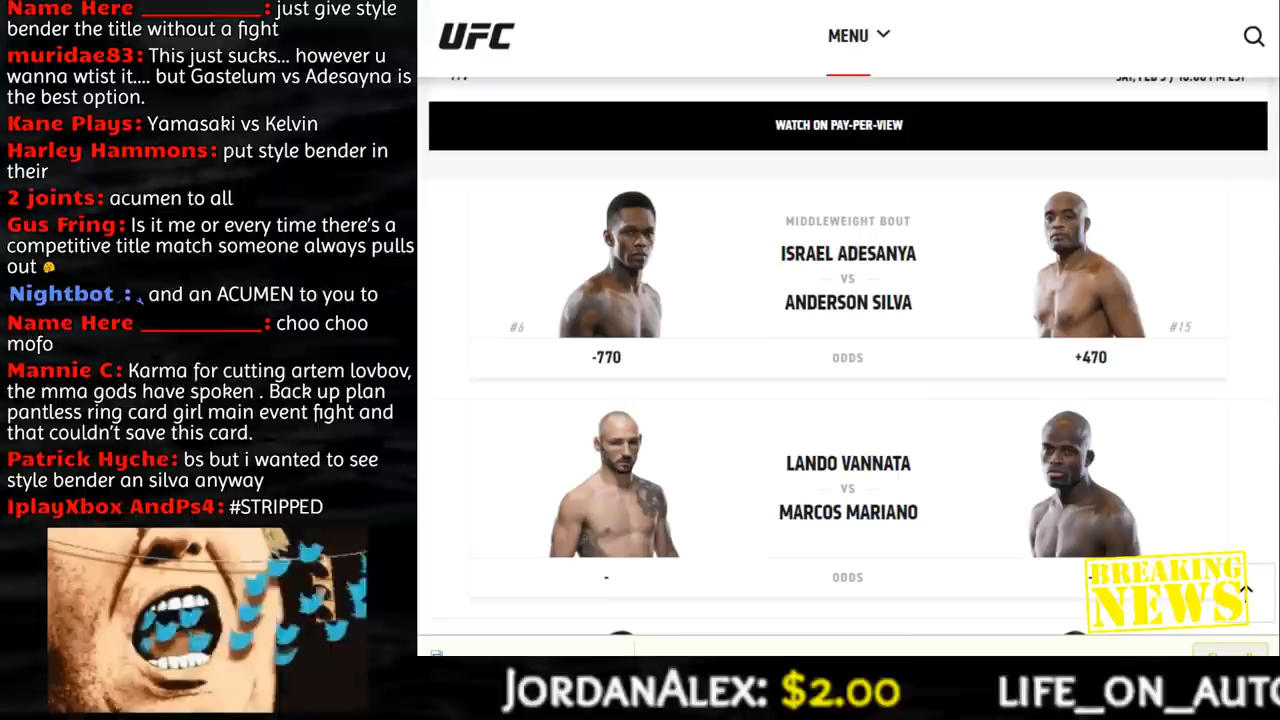 Name Here ___________: just give style
bender the title without a fight
muridae83: This just sucks... however u
wanna wtist it.... but Gastelum vs Adesayna is
the best option.
Kane Plays: Yamasaki vs Kelvin
Harley Hammons: put style bender in
their
2 joints: acumen to all
Gus Fring: Is it me or every time there's a
competitive title match someone always pulls
out
Nightbot : and an ACUMEN to you to
Name Here ___________: choo choo
mofo
Mannie C: Karma for cutting artem lovbov,
the mma gods have spoken . Back up plan
pantless ring card girl main event fight and
that couldn't save this card.
Patrick Hyche: bs but i wanted to see
style bender an silva anyway
IplayXbox AndPs4: #STRIPPED
UFC
MENU
WATCH ON PAY-PER-VIEW
MIDDLEWEIGHT BOUT
ISRAEL ADESANYA
VS
ANDERSON SILVA
#6
#15
-770
ODDS
+470
LANDO VANNATA
VS
MARCOS MARIANO
-
ODDS
-
BREAKING
NEWS
JORDANALEX: $2.00
LIFE_ON_AUTO